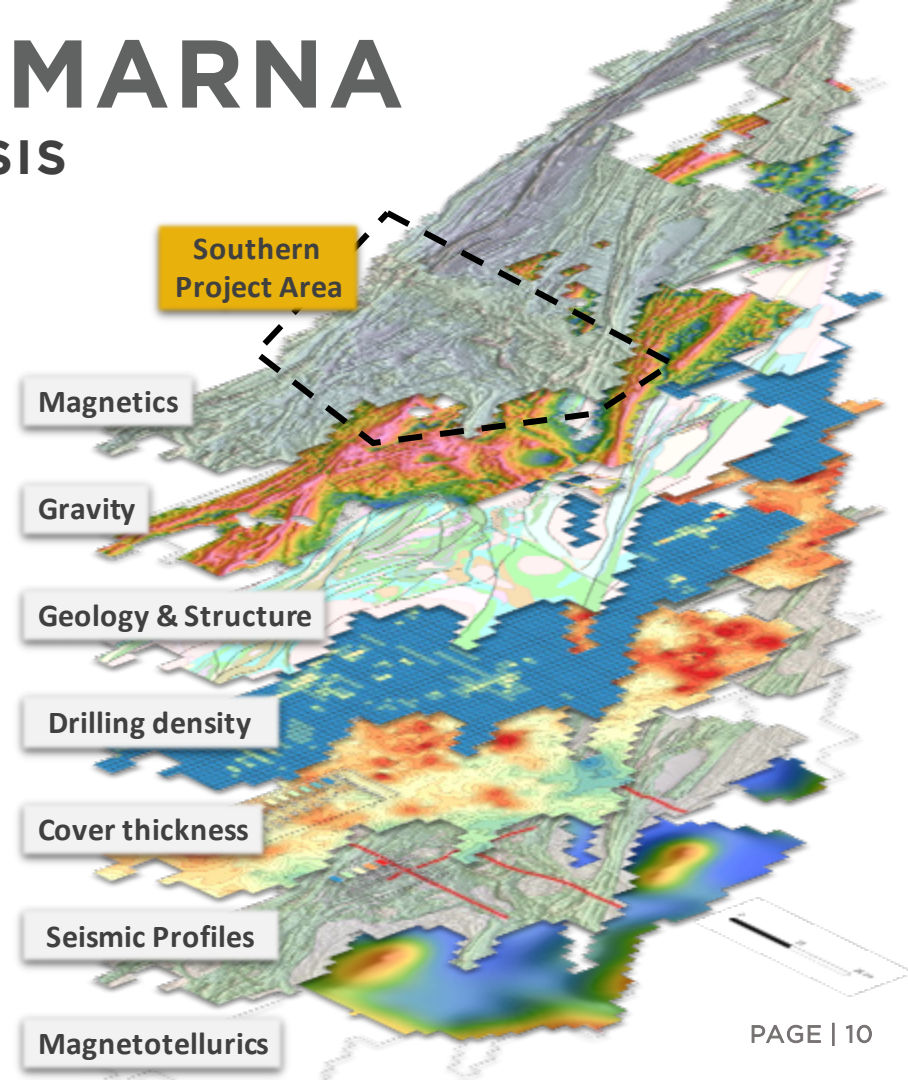 MARNA
SIS
Southern
Project Area
Magnetics
Gravity
Geology & Structure
Drilling density
Cover thickness
Seismic Profiles
Magnetotellurics
PAGE | 10